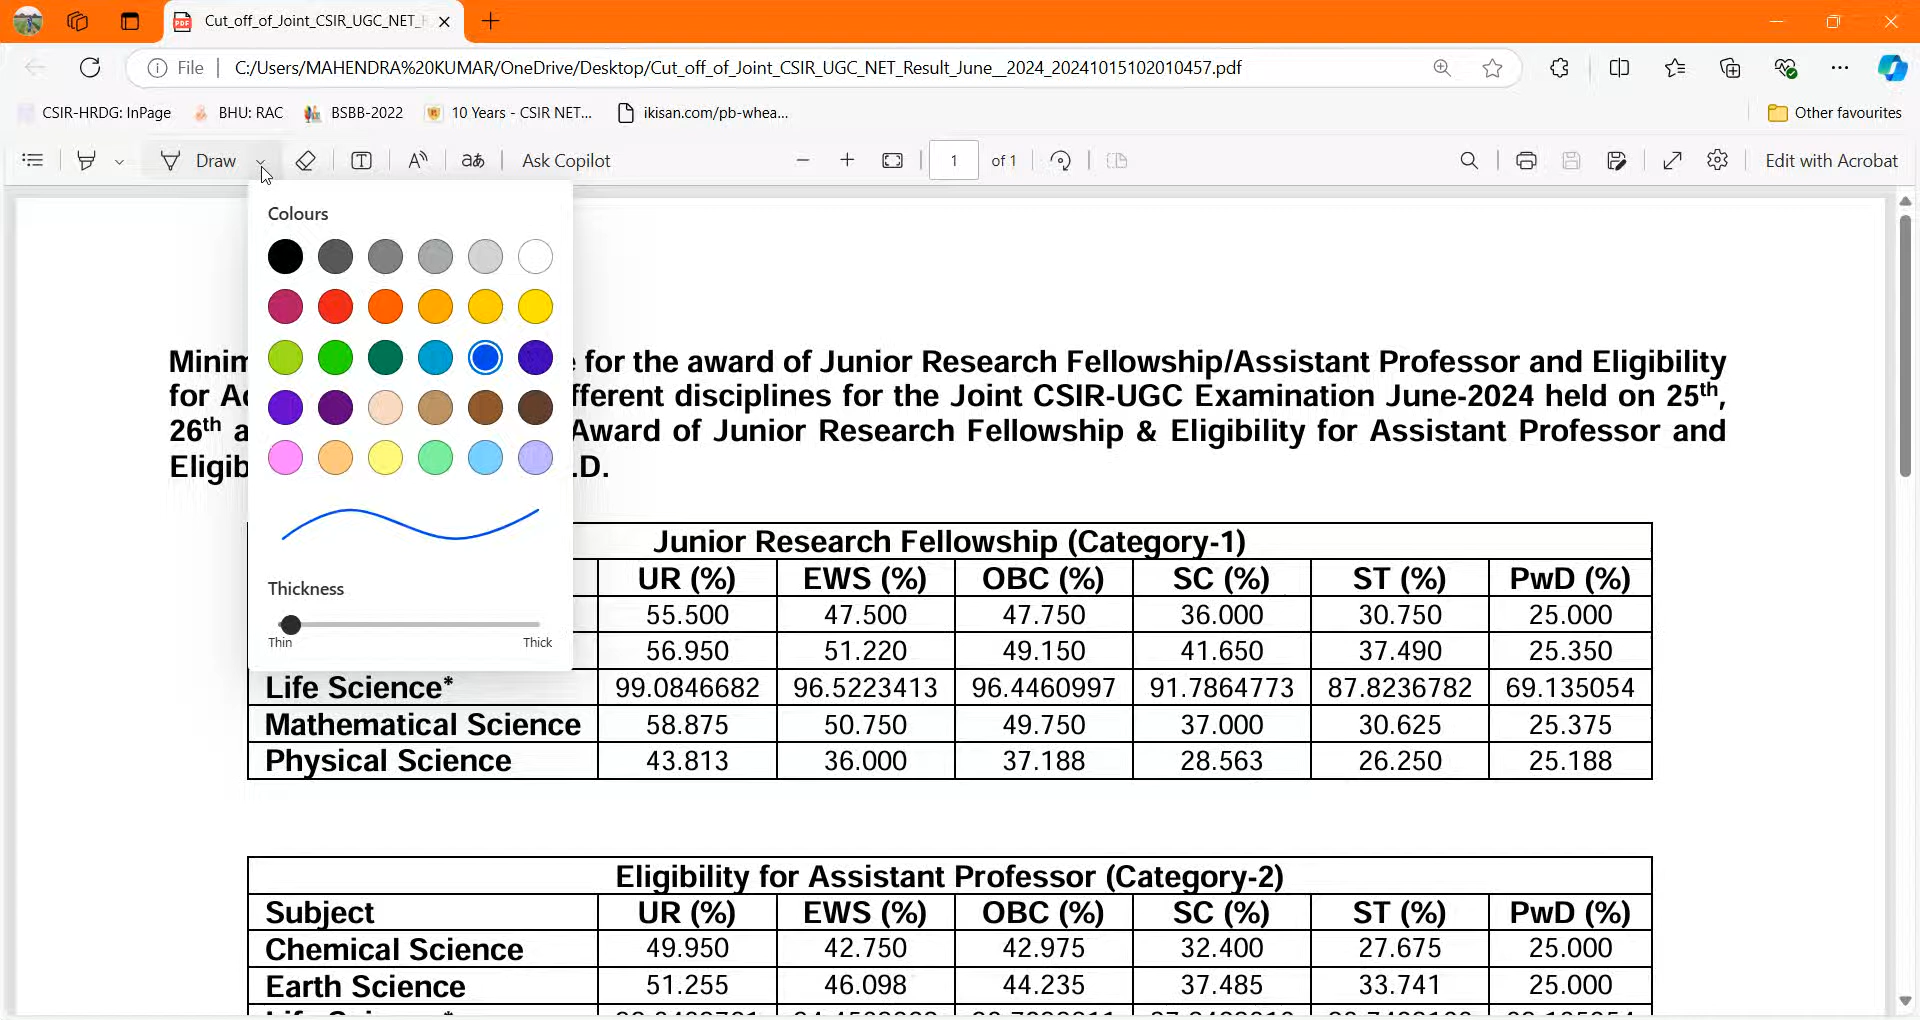 Cut_off_of_Joint_CSIR_UGC_NET_
File
C:/Users/MAHENDRA%20KUMAR/OneDrive/Desktop/Cut_off_of_Joint_CSIR_UGC_NET_Result_June__2024_20241015102010457.pdf
CSIR-HRDG: InPage BHU: RAC BSBB-2022 10 Years - CSIR NET... ikisan.com/pb-whea... Other favourites
Draw Ask Copilot 1 of 1 Edit with Acrobat
Colours
for the award of Junior Research Fellowship/Assistant Professor and Eligibility
for disciplines for the Joint CSIR-UGC Examination June-2024 held on 25th,
26th Award of Junior Research Fellowship & Eligibility for Assistant Professor and
.D.
Thickness
Thin Thick
Junior Research Fellowship (Category-1)
UR (%) EWS (%) OBC (%) SC (%) ST (%) PwD (%)
55.500 47.500 47.750 36.000 30.750 25.000
56.950 51.220 49.150 41.650 37.490 25.350
Life Science* 99.0846682 96.5223413 96.4460997 91.7864773 87.8236782 69.135054
Mathematical Science 58.875 50.750 49.750 37.000 30.625 25.375
Physical Science 43.813 36.000 37.188 28.563 26.250 25.188
Eligibility for Assistant Professor (Category-2)
Subject UR (%) EWS (%) OBC (%) SC (%) ST (%) PwD (%)
Chemical Science 49.950 42.750 42.975 32.400 27.675 25.000
Earth Science 51.255 46.098 44.235 37.485 33.741 25.000